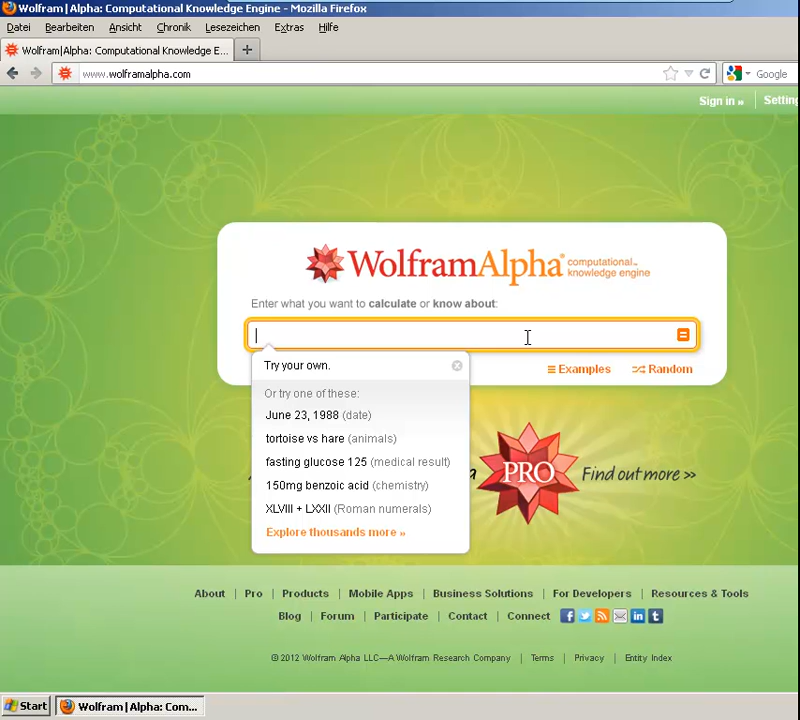 Wolfram|Alpha: Computational Knowledge Engine - Mozilla Firefox
Datei Bearbeiten Ansicht Chronik Lesezeichen Extras Hilfe
Wolfram|Alpha: Computational Knowledge E... +
www.wolframalpha.com Google
Sign in »
WolframAlpha® computational™
knowledge engine
Enter what you want to calculate or know about:
Try your own.
Examples Random
Or try one of these:
June 23, 1988 (date)
tortoise vs hare (animals)
fasting glucose 125 (medical result)
PRO Find out more >>
150mg benzoic acid (chemistry)
XLVIII + LXXII (Roman numerals)
Explore thousands more »
About | Pro | Products | Mobile Apps | Business Solutions | For Developers | Resources & Tools
Blog | Forum | Participate | Contact | Connect
© 2012 Wolfram Alpha LLC—A Wolfram Research Company | Terms | Privacy | Entity Index
Start Wolfram|Alpha: Com...